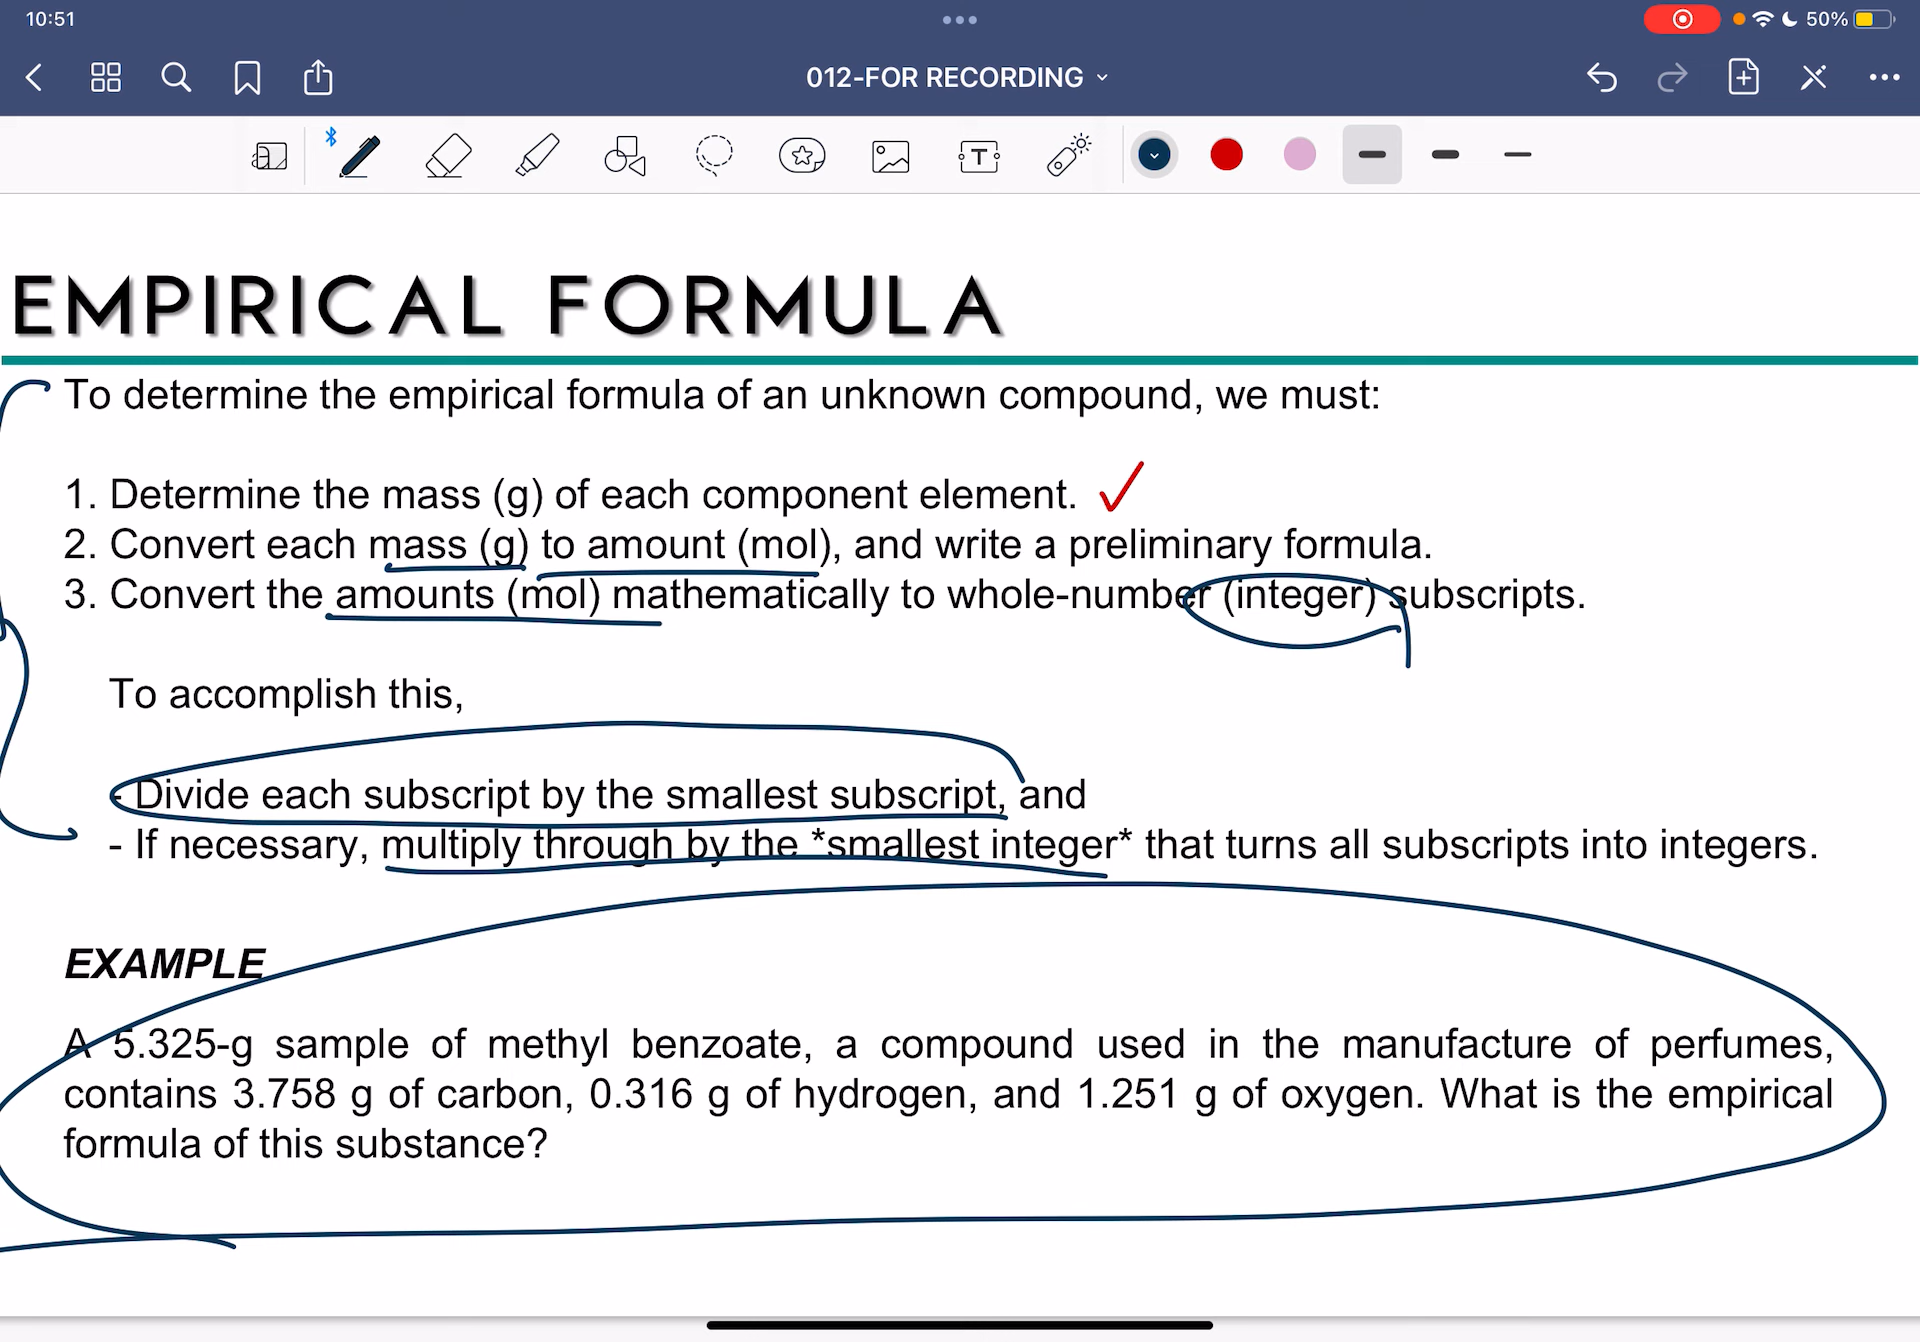 10:51
50%
012-FOR RECORDING
T
EMPIRICAL FORMULA
To determine the empirical formula of an unknown compound, we must:
1. Determine the mass (g) of each component element.
2. Convert each mass (g) to amount (mol), and write a preliminary formula.
3. Convert the amounts (mol) mathematically to whole-number (integer) subscripts.
To accomplish this,
- Divide each subscript by the smallest subscript, and
- If necessary, multiply through by the *smallest integer* that turns all subscripts into integers.
EXAMPLE
A 5.325-g sample of methyl benzoate, a compound used in the manufacture of perfumes,
contains 3.758 g of carbon, 0.316 g of hydrogen, and 1.251 g of oxygen. What is the empirical
formula of this substance?